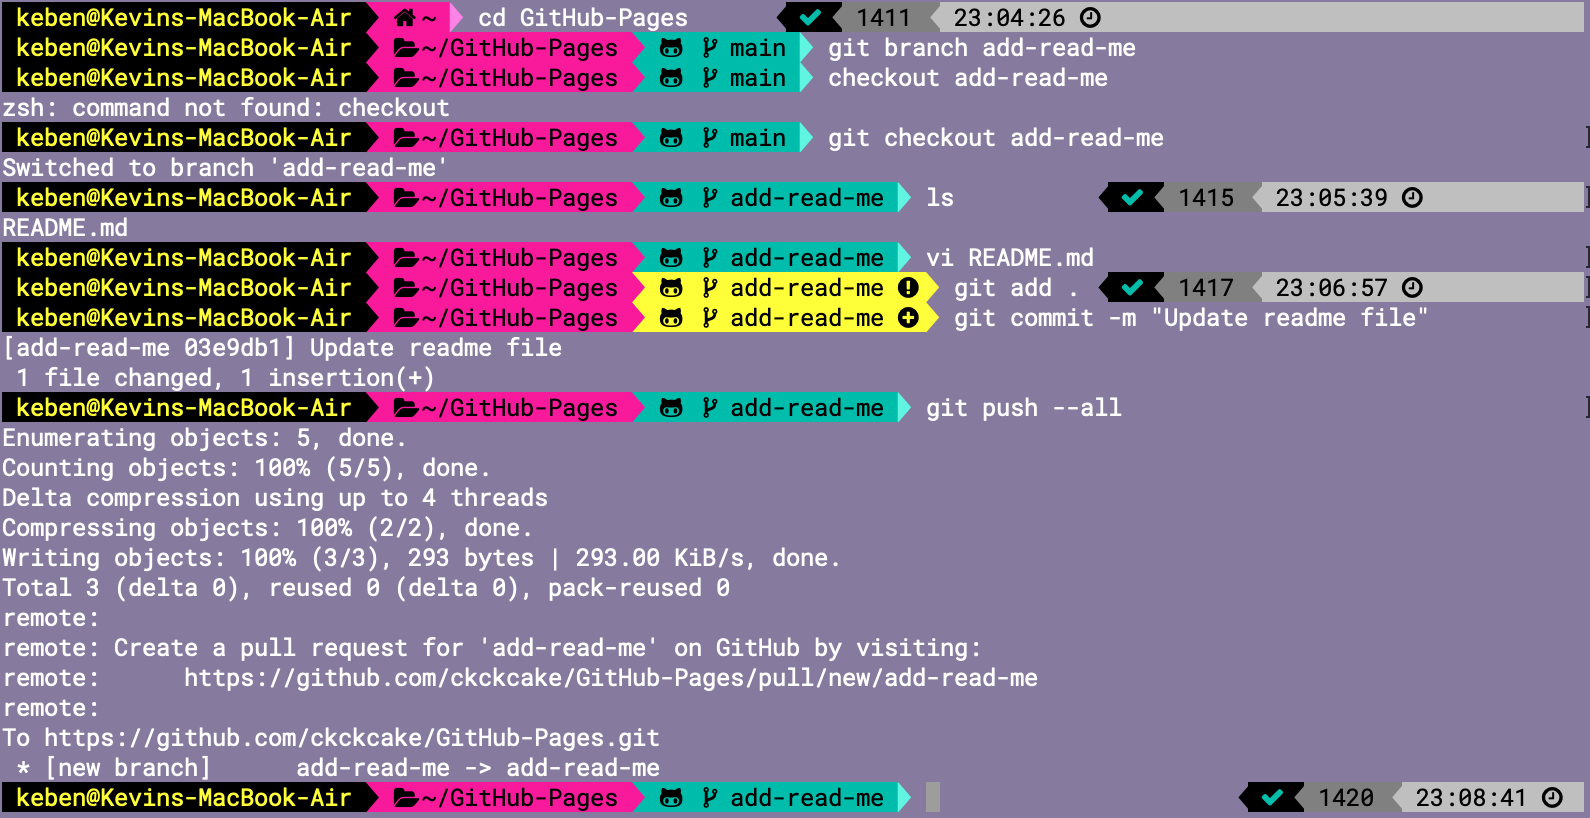 keben@Kevins-MacBook-Air ~ cd GitHub-Pages 1411 23:04:26
keben@Kevins-MacBook-Air ~/GitHub-Pages main git branch add-read-me
keben@Kevins-MacBook-Air ~/GitHub-Pages main checkout add-read-me
zsh: command not found: checkout
keben@Kevins-MacBook-Air ~/GitHub-Pages main git checkout add-read-me
Switched to branch 'add-read-me'
keben@Kevins-MacBook-Air ~/GitHub-Pages add-read-me ls 1415 23:05:39
README.md
keben@Kevins-MacBook-Air ~/GitHub-Pages add-read-me vi README.md
keben@Kevins-MacBook-Air ~/GitHub-Pages add-read-me git add . 1417 23:06:57
keben@Kevins-MacBook-Air ~/GitHub-Pages add-read-me git commit -m "Update readme file"
[add-read-me 03e9db1] Update readme file
 1 file changed, 1 insertion(+)
keben@Kevins-MacBook-Air ~/GitHub-Pages add-read-me git push --all
Enumerating objects: 5, done.
Counting objects: 100% (5/5), done.
Delta compression using up to 4 threads
Compressing objects: 100% (2/2), done.
Writing objects: 100% (3/3), 293 bytes | 293.00 KiB/s, done.
Total 3 (delta 0), reused 0 (delta 0), pack-reused 0
remote:
remote: Create a pull request for 'add-read-me' on GitHub by visiting:
remote:      https://github.com/ckckcake/GitHub-Pages/pull/new/add-read-me
remote:
To https://github.com/ckckcake/GitHub-Pages.git
 * [new branch]      add-read-me -> add-read-me
keben@Kevins-MacBook-Air ~/GitHub-Pages add-read-me 1420 23:08:41